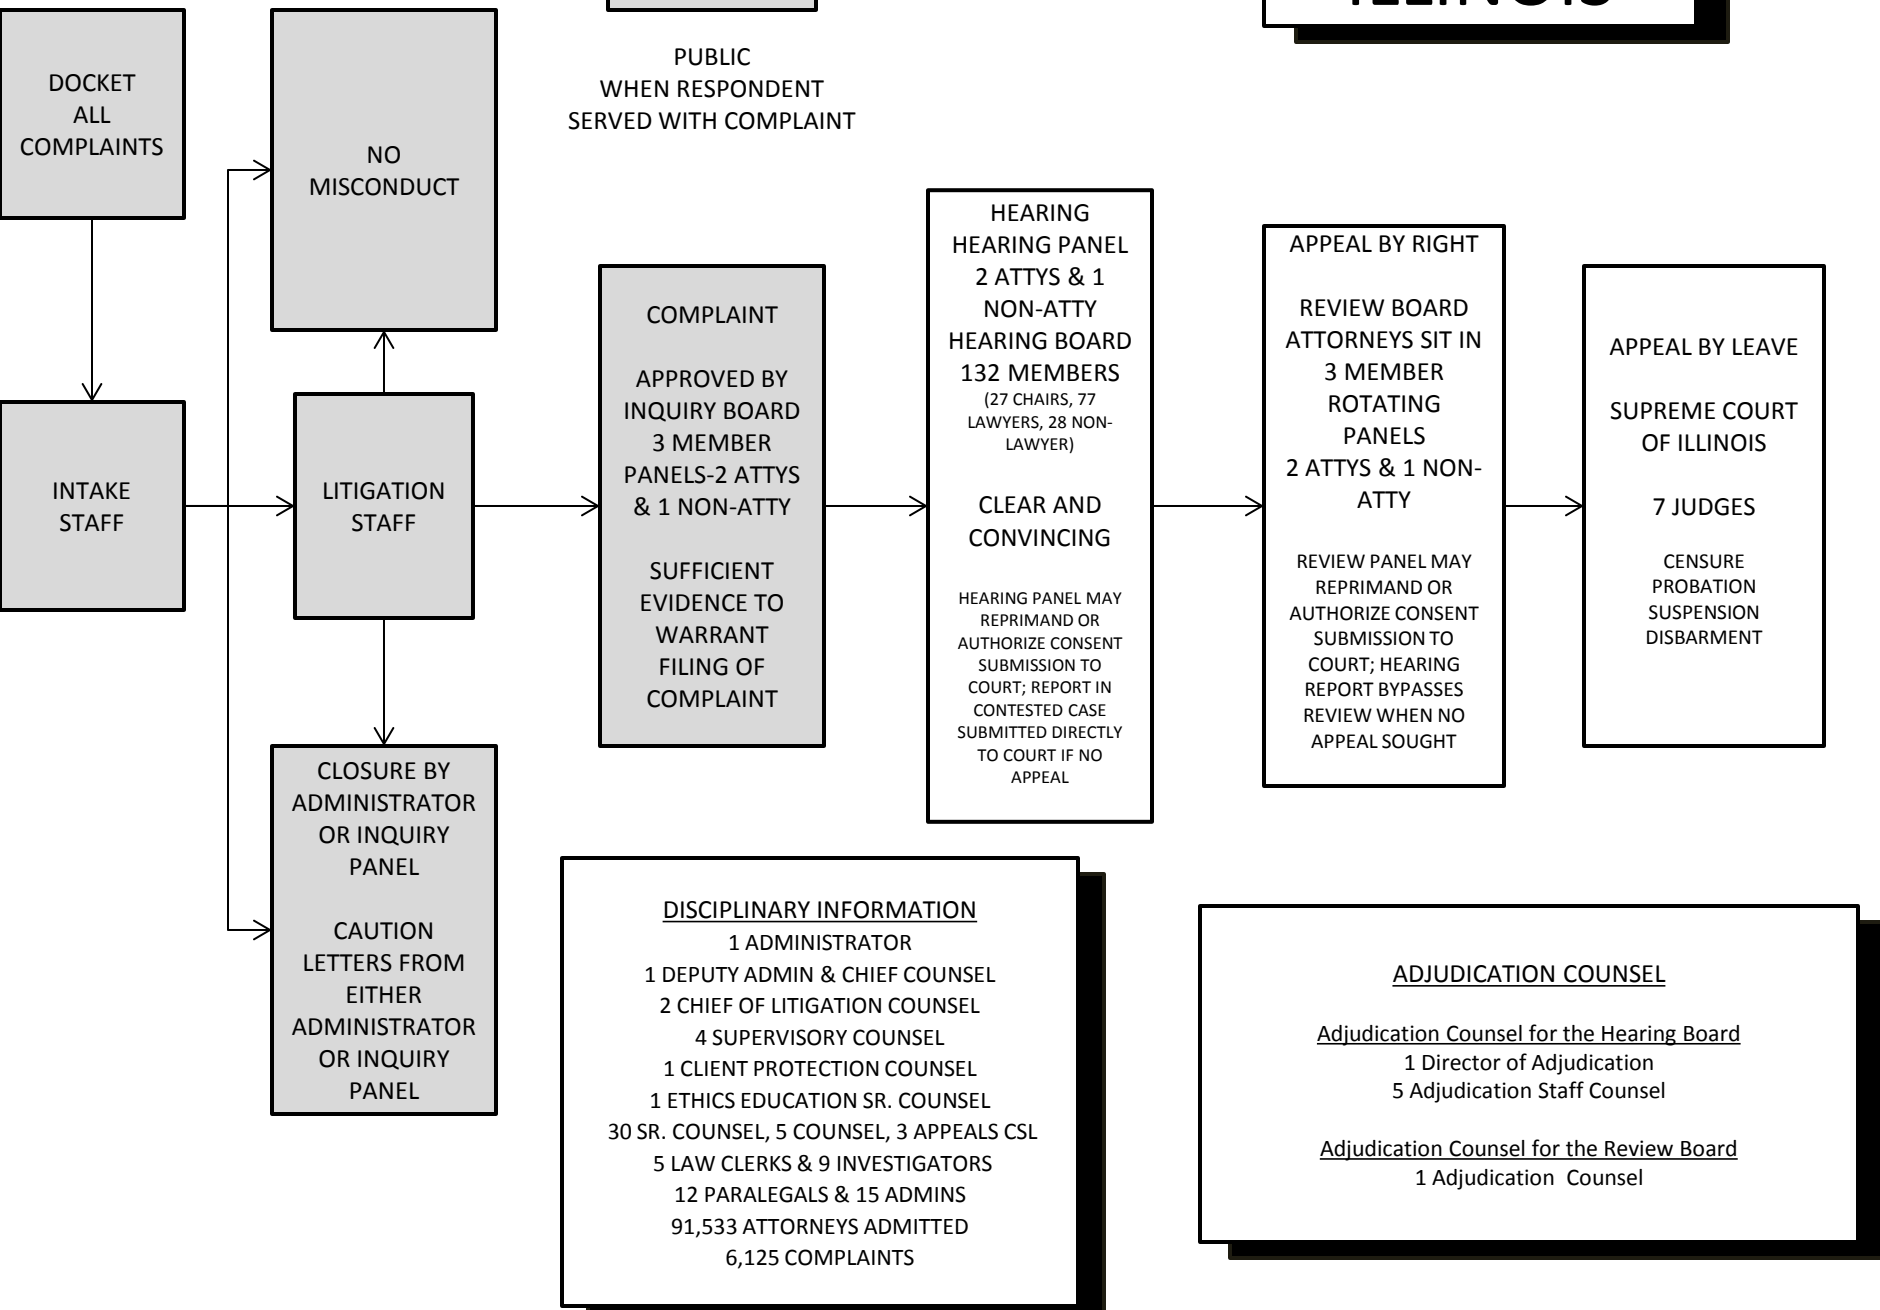 ILLINOIS
PUBLIC
WHEN RESPONDENT
SERVED WITH COMPLAINT
DOCKET
ALL
COMPLAINTS
NO
MISCONDUCT
INTAKE
STAFF
LITIGATION
STAFF
CLOSURE BY
ADMINISTRATOR
OR INQUIRY
PANEL
CAUTION
LETTERS FROM
EITHER
ADMINISTRATOR
OR INQUIRY
PANEL
COMPLAINT
APPROVED BY
INQUIRY BOARD
3 MEMBER
PANELS-2 ATTYS
& 1 NON-ATTY
SUFFICIENT
EVIDENCE TO
WARRANT
FILING OF
COMPLAINT
HEARING
HEARING PANEL
2 ATTYS & 1
NON-ATTY
HEARING BOARD
132 MEMBERS
(27 CHAIRS, 77
LAWYERS, 28 NON-
LAWYER)
CLEAR AND
CONVINCING
HEARING PANEL MAY
REPRIMAND OR
AUTHORIZE CONSENT
SUBMISSION TO
COURT; REPORT IN
CONTESTED CASE
SUBMITTED DIRECTLY
TO COURT IF NO
APPEAL
APPEAL BY RIGHT
REVIEW BOARD
ATTORNEYS SIT IN
3 MEMBER
ROTATING
PANELS
2 ATTYS & 1 NON-
ATTY
REVIEW PANEL MAY
REPRIMAND OR
AUTHORIZE CONSENT
SUBMISSION TO
COURT; HEARING
REPORT BYPASSES
REVIEW WHEN NO
APPEAL SOUGHT
APPEAL BY LEAVE
SUPREME COURT
OF ILLINOIS
7 JUDGES
CENSURE
PROBATION
SUSPENSION
DISBARMENT
DISCIPLINARY INFORMATION
1 ADMINISTRATOR
1 DEPUTY ADMIN & CHIEF COUNSEL
2 CHIEF OF LITIGATION COUNSEL
4 SUPERVISORY COUNSEL
1 CLIENT PROTECTION COUNSEL
1 ETHICS EDUCATION SR. COUNSEL
30 SR. COUNSEL, 5 COUNSEL, 3 APPEALS CSL
5 LAW CLERKS & 9 INVESTIGATORS
12 PARALEGALS & 15 ADMINS
91,533 ATTORNEYS ADMITTED
6,125 COMPLAINTS
ADJUDICATION COUNSEL
Adjudication Counsel for the Hearing Board
1 Director of Adjudication
5 Adjudication Staff Counsel
Adjudication Counsel for the Review Board
1 Adjudication Counsel